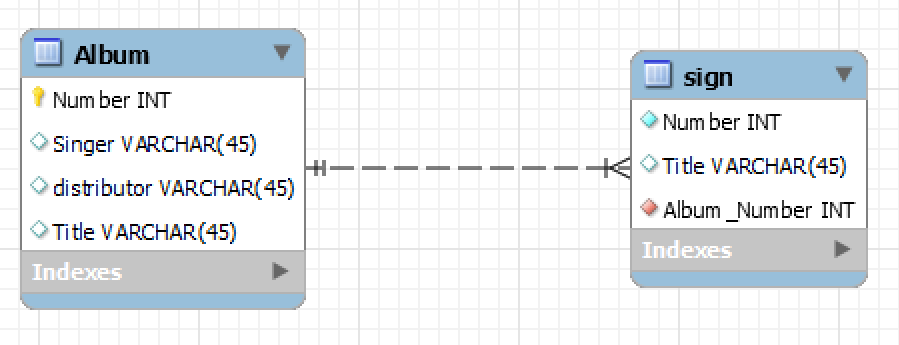 Album
Number INT
Singer VARCHAR(45)
distributor VARCHAR(45)
Title VARCHAR(45)
Indexes
sign
Number INT
Title VARCHAR(45)
Album _Number INT
Indexes